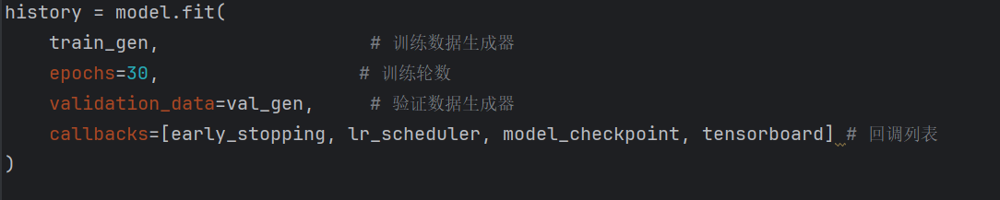 history = model.fit(
    train_gen,                   # 训练数据生成器
    epochs=30,                  # 训练轮数
    validation_data=val_gen,     # 验证数据生成器
    callbacks=[early_stopping, lr_scheduler, model_checkpoint, tensorboard] # 回调列表
)